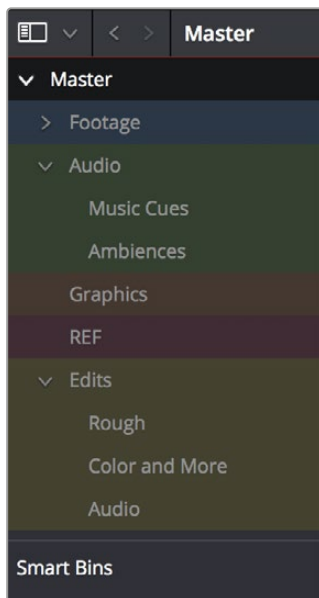 Master
Master
Footage
Audio
Music Cues
Ambiences
Graphics
REF
Edits
Rough
Color and More
Audio
Smart Bins